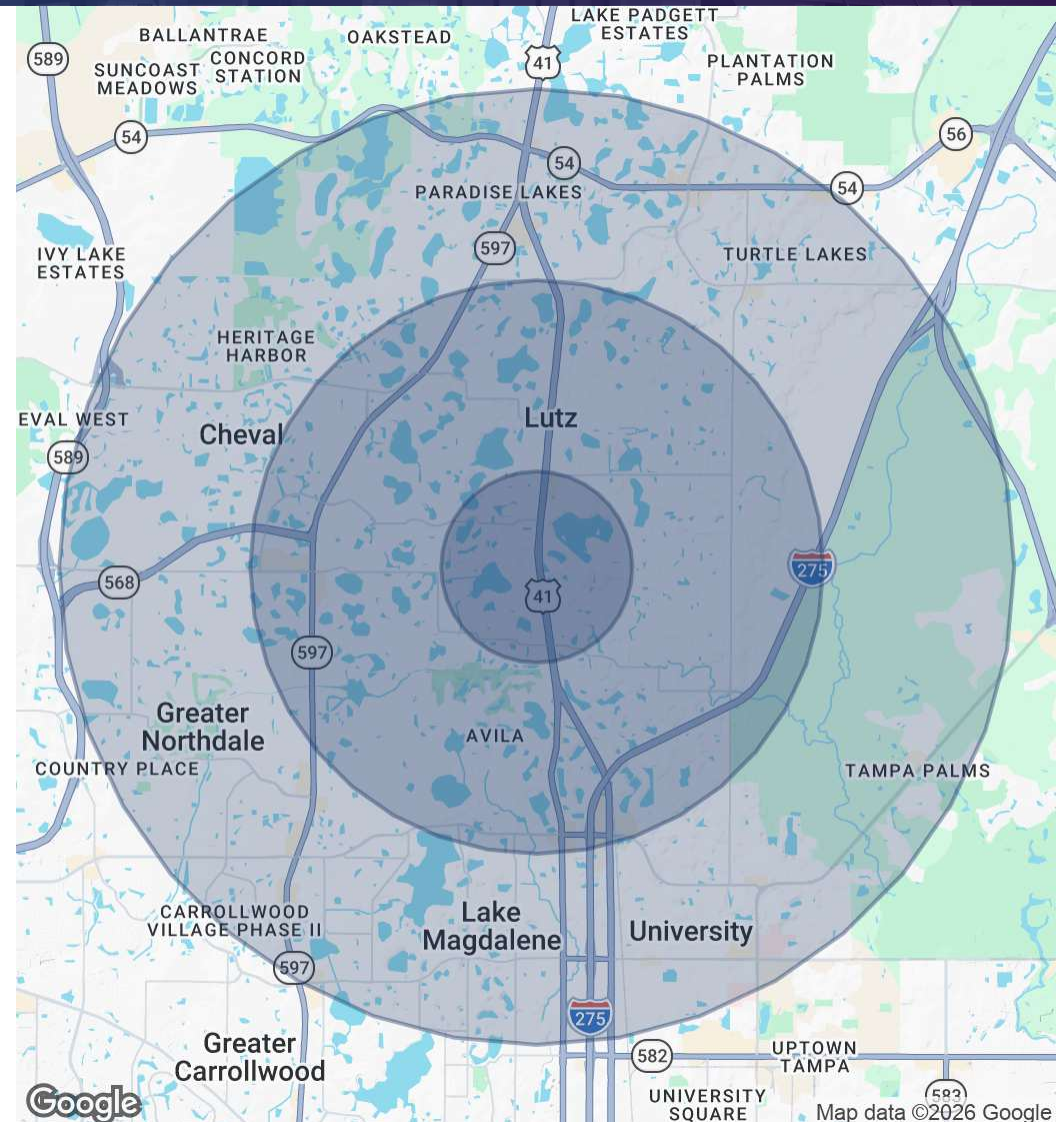 LAKE PADGETT
ESTATES
BALLANTRAE
OAKSTEAD
589
41
SUNCOAST
MEADOWS
CONCORD
STATION
PLANTATION
PALMS
54
56
54
54
PARADISE LAKES
597
IVY LAKE
ESTATES
TURTLE LAKES
HERITAGE
HARBOR
EVAL WEST
Cheval
Lutz
589
568
41
275
597
Greater
Northdale
AVILA
COUNTRY PLACE
TAMPA PALMS
CARROLLWOOD
VILLAGE PHASE II
Lake
Magdalene
University
597
275
Greater
Carrollwood
582
UPTOWN
TAMPA
583
UNIVERSITY
SQUARE
Google
Map data ©2026 Google